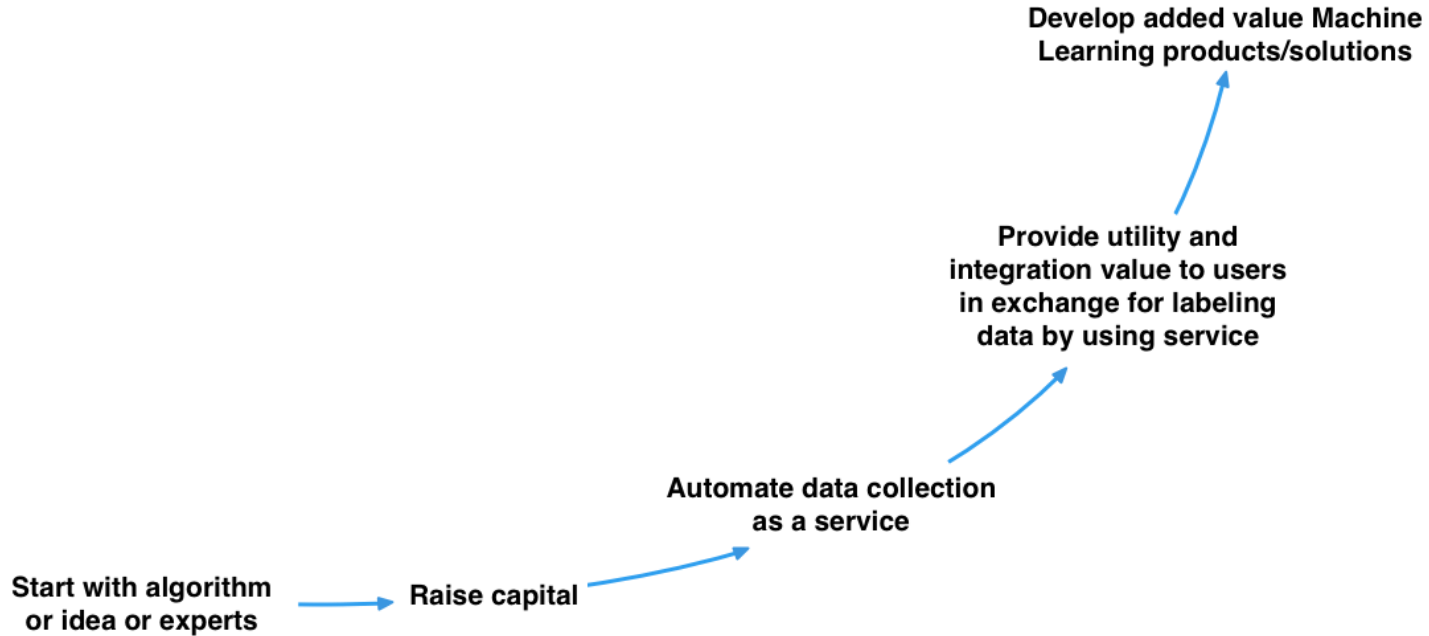 Develop added value Machine
Learning products/solutions
Provide utility and
integration value to users
in exchange for labeling
data by using service
Automate data collection
as a service
Start with algorithm
or idea or experts
Raise capital